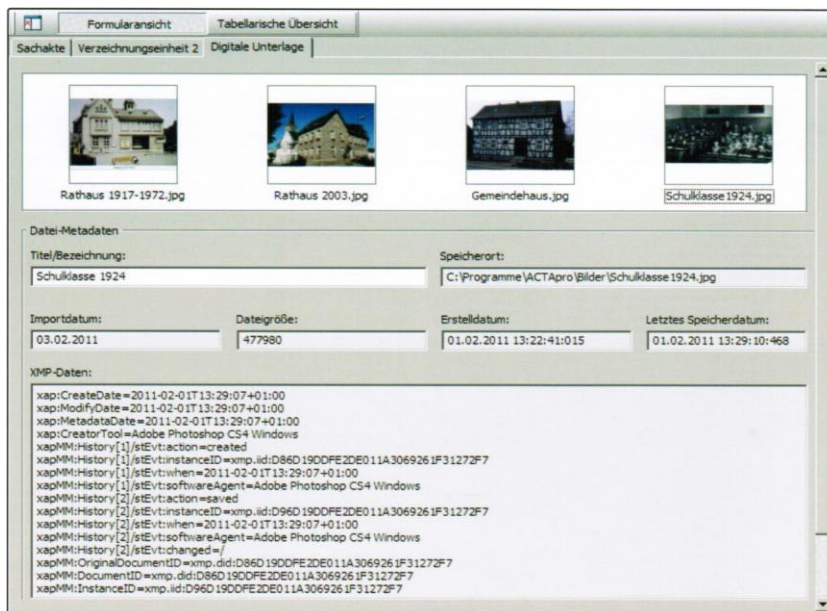 Formularansicht Tabellarische Übersicht
Sachakte Verzeichnungseinheit 2 Digitale Unterlage
Rathaus 1917-1972.jpg Rathaus 2003.jpg Gemeindehaus.jpg Schulklasse1924.jpg
Datei-Metadaten
Titel/Bezeichnung: Speicherort:
Schulklasse 1924 C:\Programme\ACTApro\Bilder\Schulklasse1924.jpg
Importdatum: Dateigröße: Erstelldatum: Letztes Speicherdatum:
03.02.2011 477980 01.02.2011 13:22:41:015 01.02.2011 13:29:10:468
XMP-Daten:
xap:CreateDate=2011-02-01T13:29:07+01:00
xap:ModifyDate=2011-02-01T13:29:07+01:00
xap:MetadataDate=2011-02-01T13:29:07+01:00
xap:CreatorTool=Adobe Photoshop CS4 Windows
xapMM:History[1]/stEvt:action=created
xapMM:History[1]/stEvt:instanceID=xmp.iid:D86D19DDFE2DE011A3069261F31272F7
xapMM:History[1]/stEvt:when=2011-02-01T13:29:07+01:00
xapMM:History[1]/stEvt:softwareAgent=Adobe Photoshop CS4 Windows
xapMM:History[2]/stEvt:action=saved
xapMM:History[2]/stEvt:instanceID=xmp.iid:D96D19DDFE2DE011A3069261F31272F7
xapMM:History[2]/stEvt:when=2011-02-01T13:29:07+01:00
xapMM:History[2]/stEvt:softwareAgent=Adobe Photoshop CS4 Windows
xapMM:History[2]/stEvt:changed=/
xapMM:OriginalDocumentID=xmp.did:D86D19DDFE2DE011A3069261F31272F7
xapMM:DocumentID=xmp.did:D86D19DDFE2DE011A3069261F31272F7
xapMM:InstanceID=xmp.iid:D96D19DDFE2DE011A3069261F31272F7